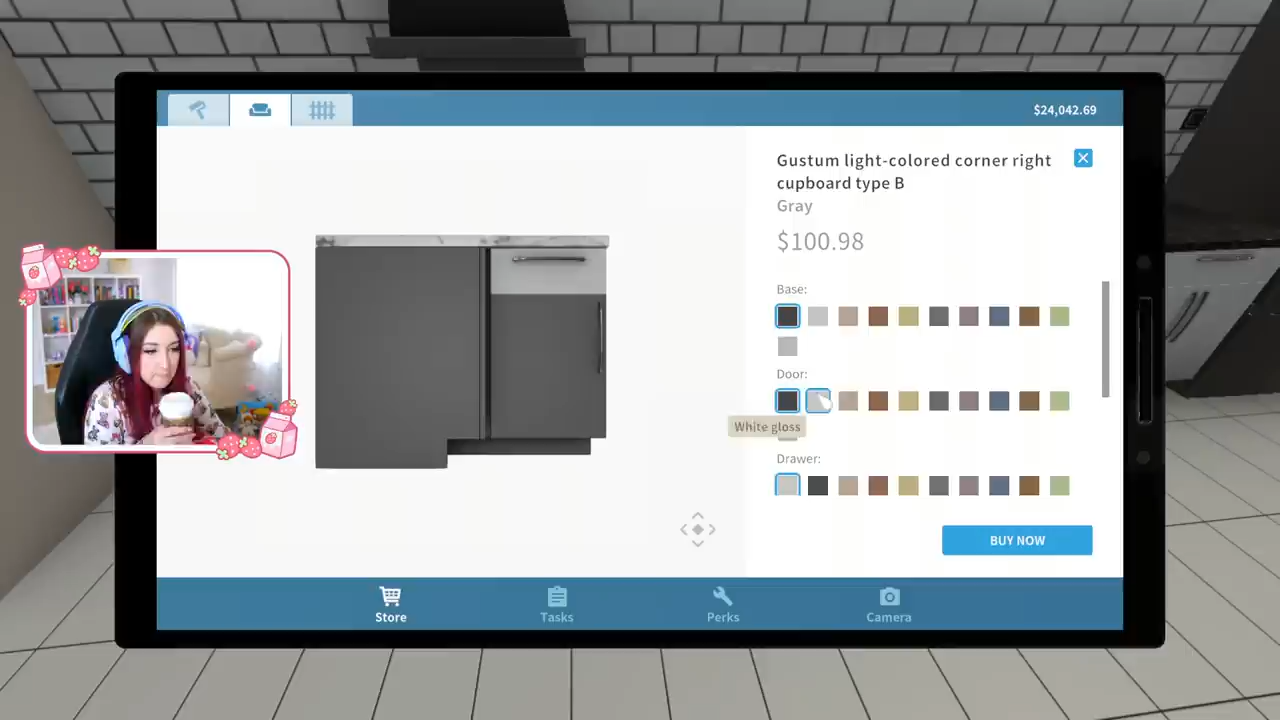 $24,042.69
Gustum light-colored corner right
cupboard type B
Gray
$100.98
Base:
Door:
White gloss
Drawer:
BUY NOW
Store
Tasks
Perks
Camera